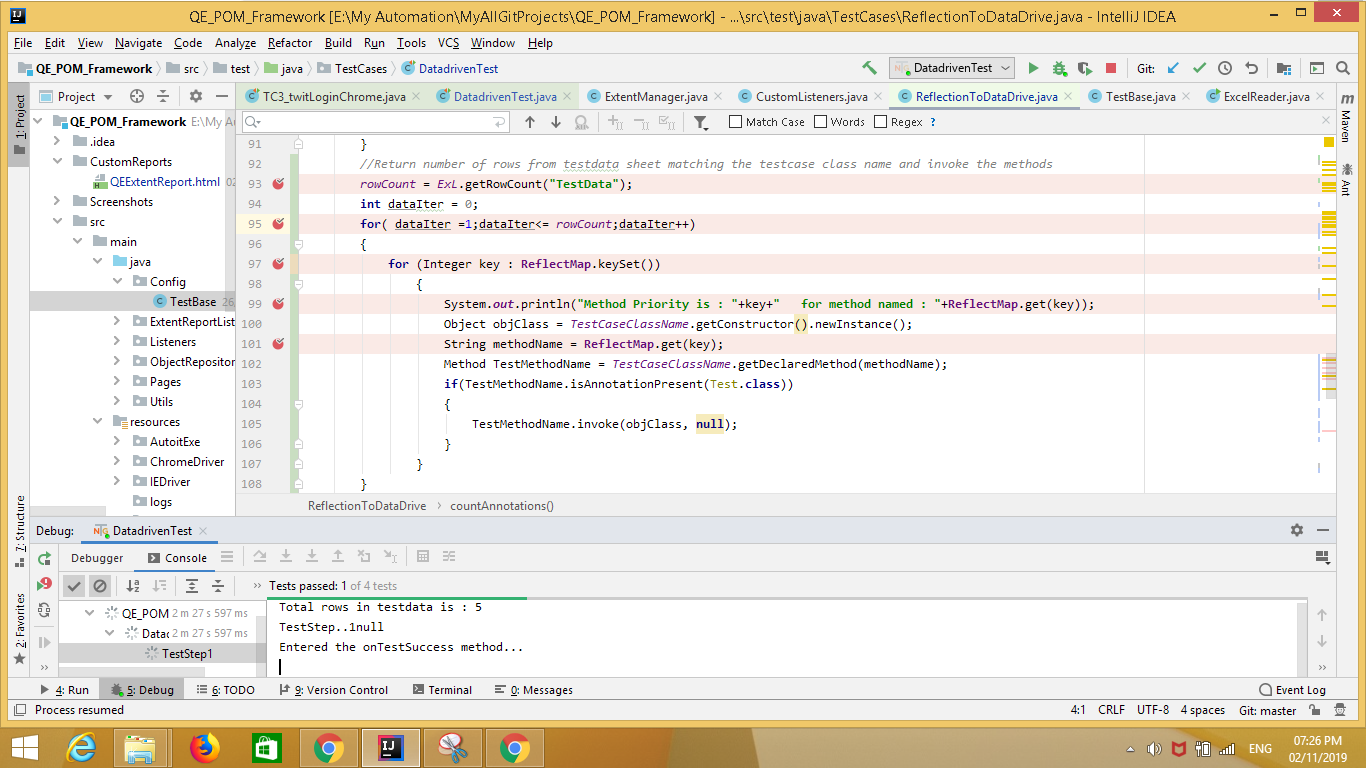 QE_POM_Framework [E:\My Automation\MyAllGitProjects\QE_POM_Framework] - ...\src\test\java\TestCases\ReflectionToDataDrive.java - IntelliJ IDEA
File Edit View Navigate Code Analyze Refactor Build Run Tools VCS Window Help
QE_POM_Framework src test java TestCases DatadrivenTest DatadrivenTest Git:
Project TC3_twitLoginChrome.java DatadrivenTest.java ExtentManager.java CustomListeners.java ReflectionToDataDrive.java TestBase.java ExcelReader.java
1: Project
7: Structure
2: Favorites
Maven
Ant
QE_POM_Framework E:\My A
.idea
CustomReports
QEExtentReport.html 02
Screenshots
src
main
java
Config
TestBase 26
ExtentReportList
Listeners
ObjectRepositor
Pages
Utils
resources
AutoitExe
ChromeDriver
IEDriver
logs
Match Case Words Regex ?
91 }
92 //Return number of rows from testdata sheet matching the testcase class name and invoke the methods
93 rowCount = ExL.getRowCount("TestData");
94 int dataIter = 0;
95 for( dataIter =1;dataIter<= rowCount;dataIter++)
96 {
97 for (Integer key : ReflectMap.keySet())
98 {
99 System.out.println("Method Priority is : "+key+"   for method named : "+ReflectMap.get(key));
100 Object objClass = TestCaseClassName.getConstructor().newInstance();
101 String methodName = ReflectMap.get(key);
102 Method TestMethodName = TestCaseClassName.getDeclaredMethod(methodName);
103 if(TestMethodName.isAnnotationPresent(Test.class))
104 {
105 TestMethodName.invoke(objClass, null);
106 }
107 }
108 }
ReflectionToDataDrive countAnnotations()
Debug: DatadrivenTest
Debugger Console
Tests passed: 1 of 4 tests
QE_POM 2 m 27 s 597 ms
Datac 2 m 27 s 597 ms
TestStep1
Total rows in testdata is : 5
TestStep..1null
Entered the onTestSuccess method...
4: Run 5: Debug 6: TODO 9: Version Control Terminal 0: Messages Event Log
Process resumed 4:1 CRLF UTF-8 4 spaces Git: master
ENG 07:26 PM
02/11/2019